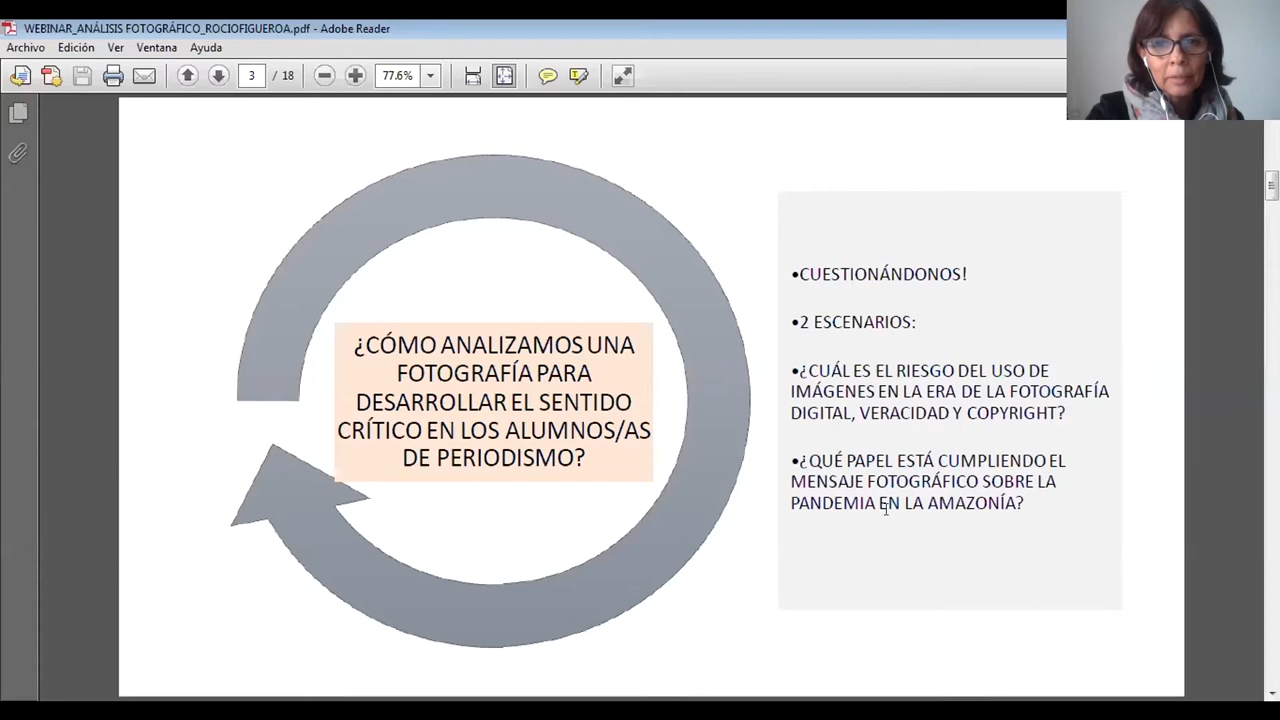 WEBINAR_ANÁLISIS FOTOGRÁFICO_ROCIOFIGUEROA.pdf - Adobe Reader
Archivo Edición Ver Ventana Ayuda
3 / 18 77.6%
¿CÓMO ANALIZAMOS UNA
FOTOGRAFÍA PARA
DESARROLLAR EL SENTIDO
CRÍTICO EN LOS ALUMNOS/AS
DE PERIODISMO?
•CUESTIONÁNDONOS!
•2 ESCENARIOS:
•¿CUÁL ES EL RIESGO DEL USO DE
IMÁGENES EN LA ERA DE LA FOTOGRAFÍA
DIGITAL, VERACIDAD Y COPYRIGHT?
•¿QUÉ PAPEL ESTÁ CUMPLIENDO EL
MENSAJE FOTOGRÁFICO SOBRE LA
PANDEMIA EN LA AMAZONÍA?